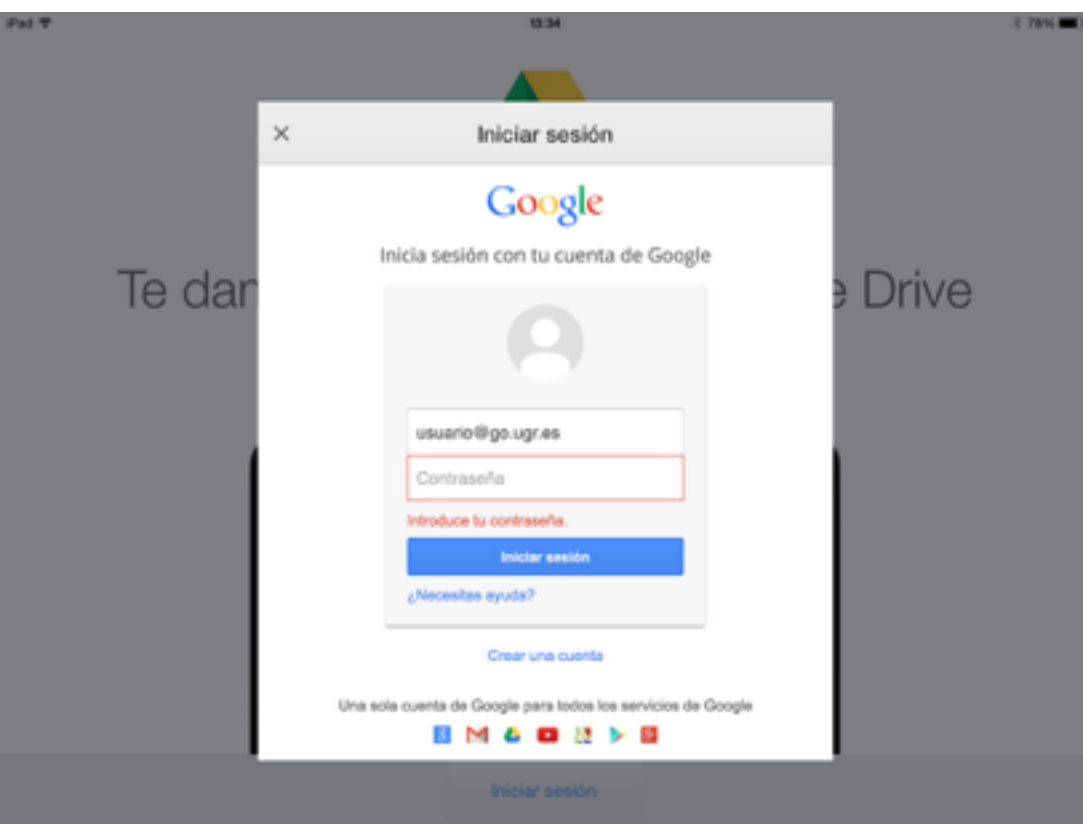 iPad
13:34
78%
Iniciar sesión
Google
Inicia sesión con tu cuenta de Google
Te dan
e Drive
usuario@go.ugr.es
Contraseña
Introduce tu contraseña.
Iniciar sesión
¿Necesitas ayuda?
Crear una cuenta
Una sola cuenta de Google para todos los servicios de Google
Iniciar sesión